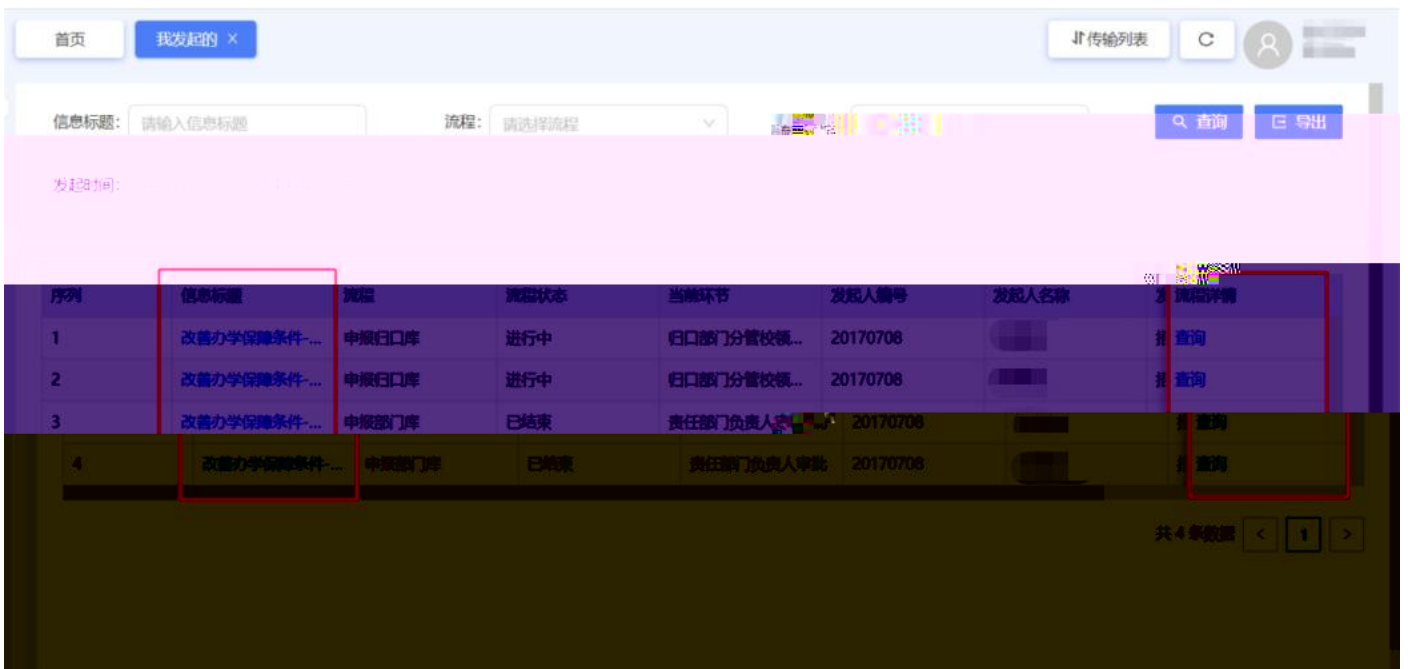 首页 我发起的 × 传输列表
信息标题: 请输入信息标题 流程: 请选择流程 查询 导出
发起时间:
序列 信息标题 流程 流程状态 当前环节 发起人编号 发起人名称 发 流程详情
1 改善办学保障条件-... 申报归口库 进行中 归口部门分管校领... 20170708 查询
2 改善办学保障条件-... 申报归口库 进行中 归口部门分管校领... 20170708 查询
3 改善办学保障条件-... 申报部门库 已结束 责任部门负责人 20170708 查询
4 改善办学保障条件-... 申报部门库 已结束 责任部门负责人审批 20170708 查询
共 4 条数据 < 1 >